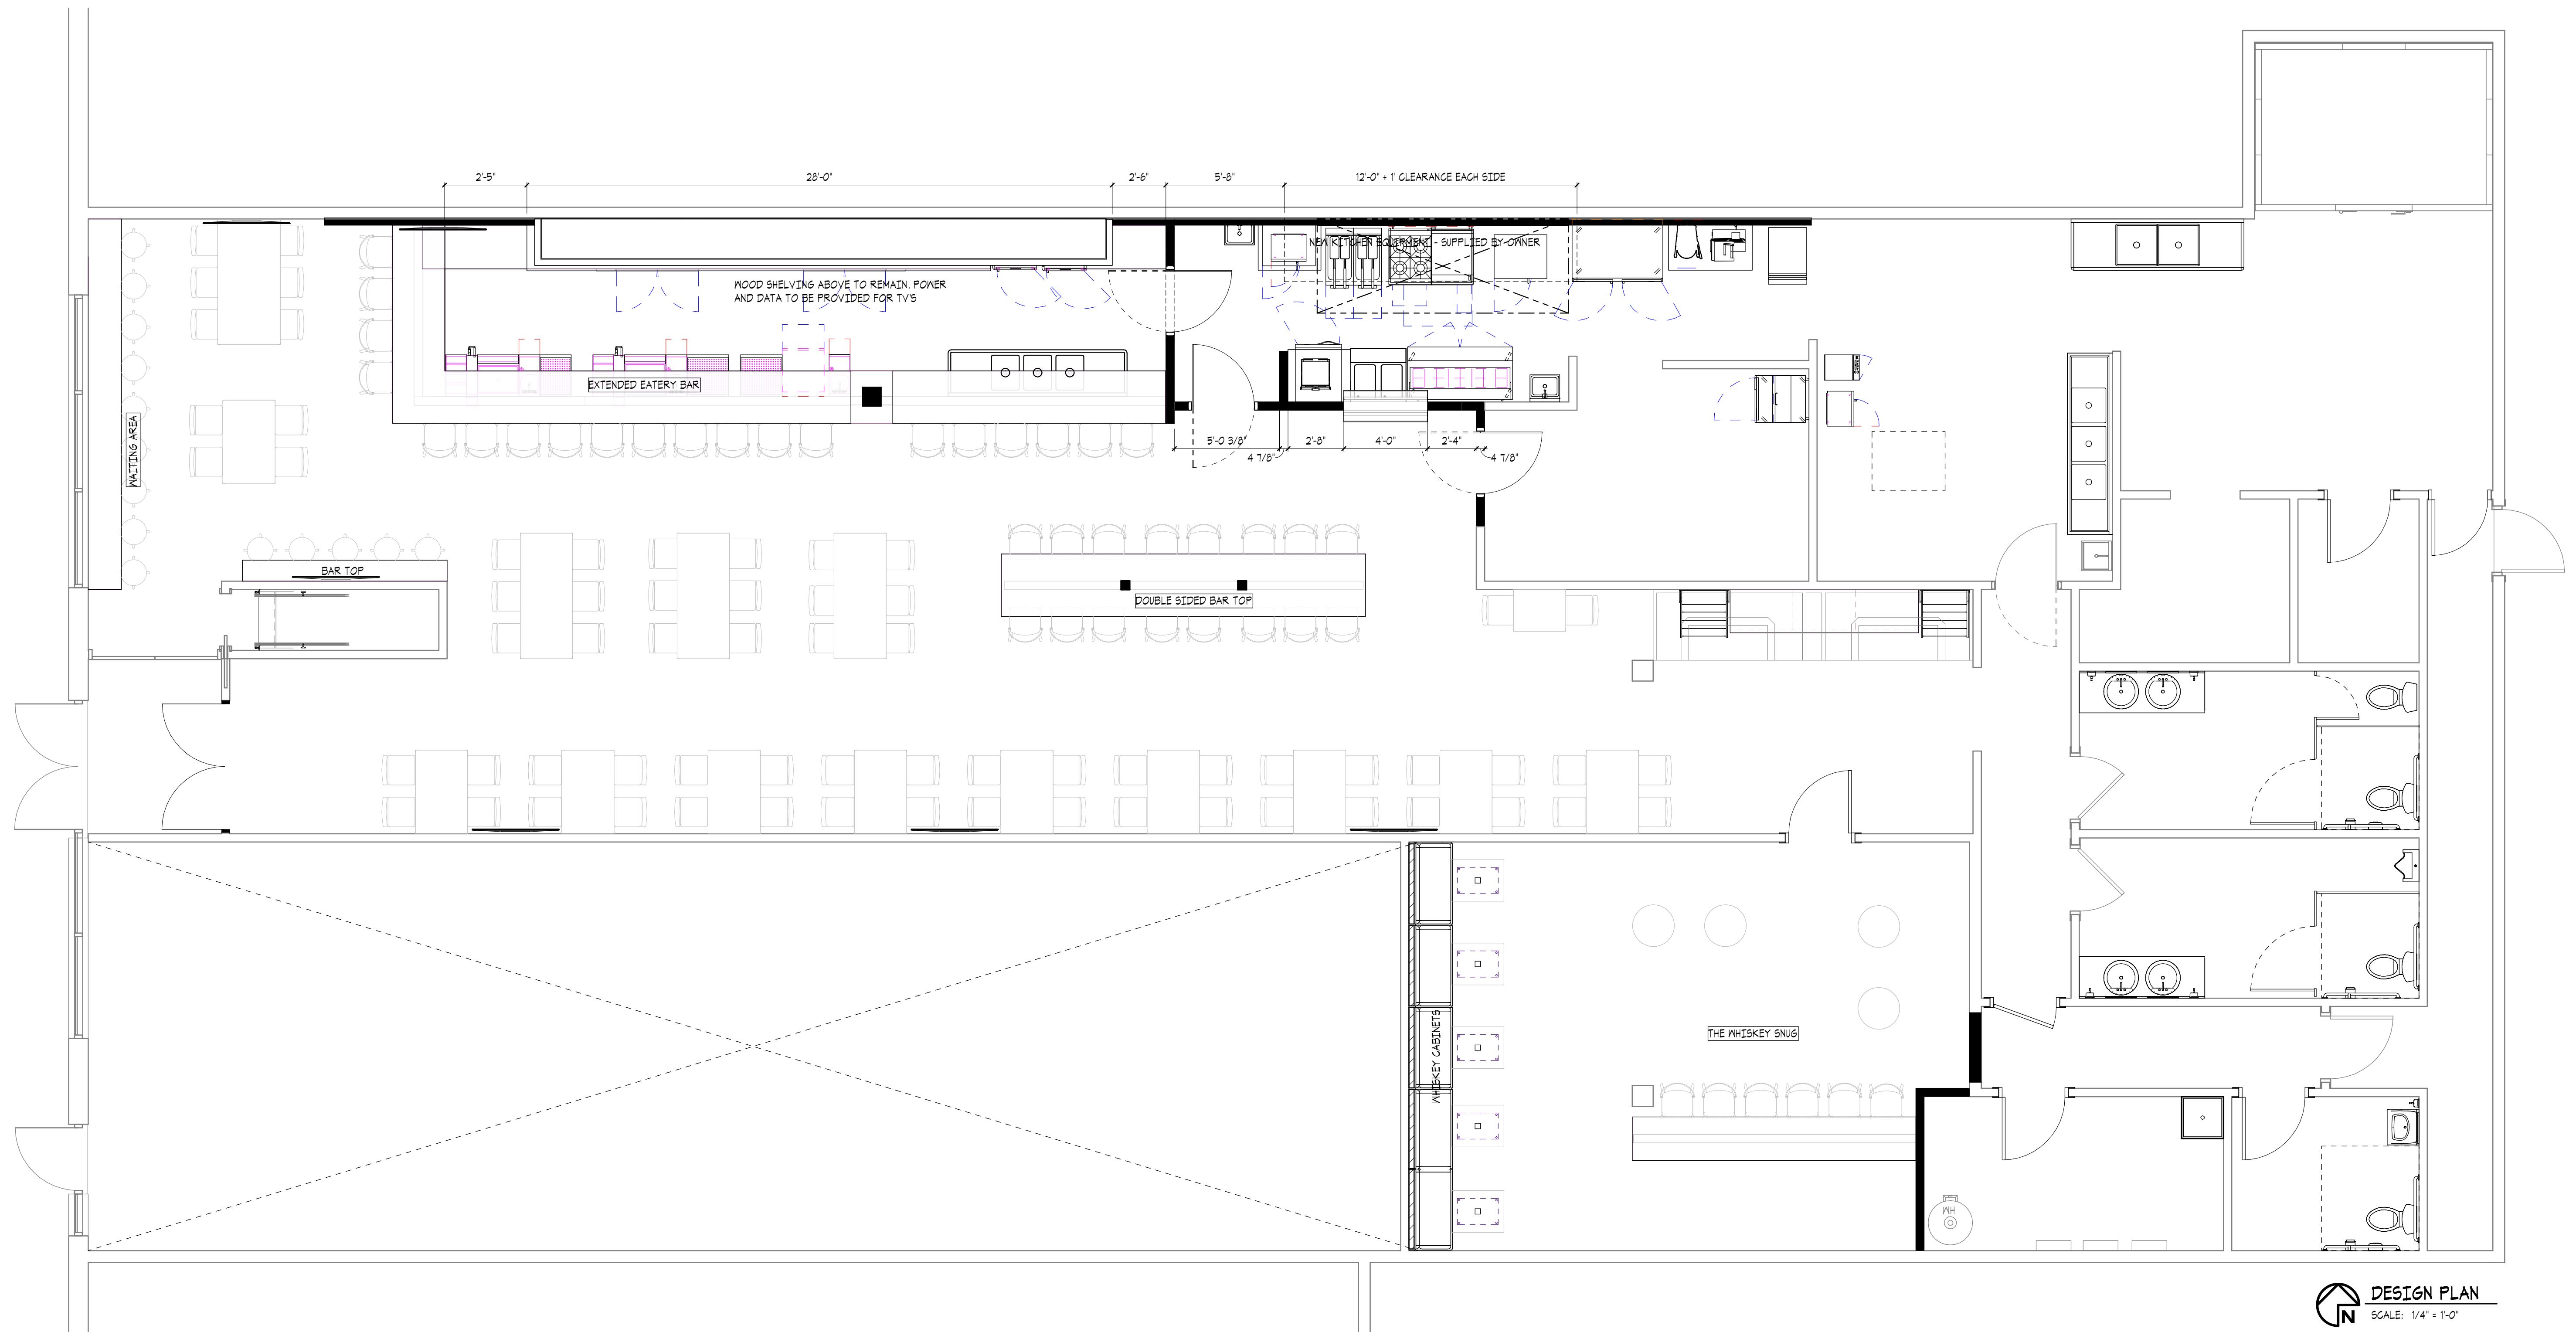 2'-5"
28'-0"
2'-6"
5'-8"
12'-0" + 1' CLEARANCE EACH SIDE
NEW KITCHEN EQUIPMENT - SUPPLIED BY OWNER
WOOD SHELVING ABOVE TO REMAIN. POWER
AND DATA TO BE PROVIDED FOR TV'S
EXTENDED EATERY BAR
WAITING AREA
5'-0 3/8"
2'-8"
4'-0"
2'-4"
4 7/8"
4 7/8"
BAR TOP
DOUBLE SIDED BAR TOP
WHISKEY CABINETS
THE WHISKEY SNUG
WH
N
DESIGN PLAN
SCALE: 1/4" = 1'-0"